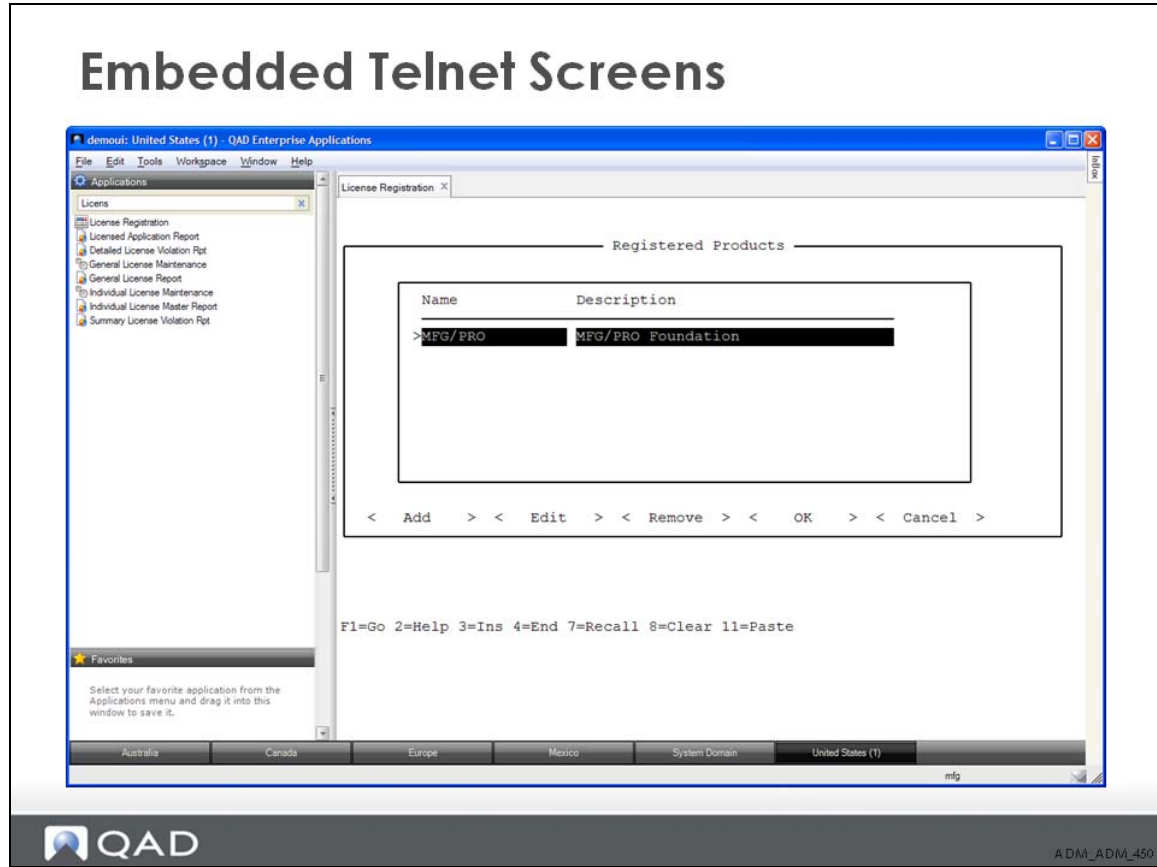 Embedded Telnet Screens
demoui: United States (1) - QAD Enterprise Applications
File Edit Tools Workspace Window Help
InBox
Applications
Licens
License Registration
Licensed Application Report
Detailed License Violation Rpt
General License Maintenance
General License Report
Individual License Maintenance
Individual License Master Report
Summary License Violation Rpt
License Registration
Registered Products
Name Description
>MFG/PRO MFG/PRO Foundation
< Add > < Edit > < Remove > < OK > < Cancel >
F1=Go 2=Help 3=Ins 4=End 7=Recall 8=Clear 11=Paste
Favorites
Select your favorite application from the
Applications menu and drag it into this
window to save it.
Australia Canada Europe Mexico System Domain United States (1)
mfg
QAD
ADM_ADM_450